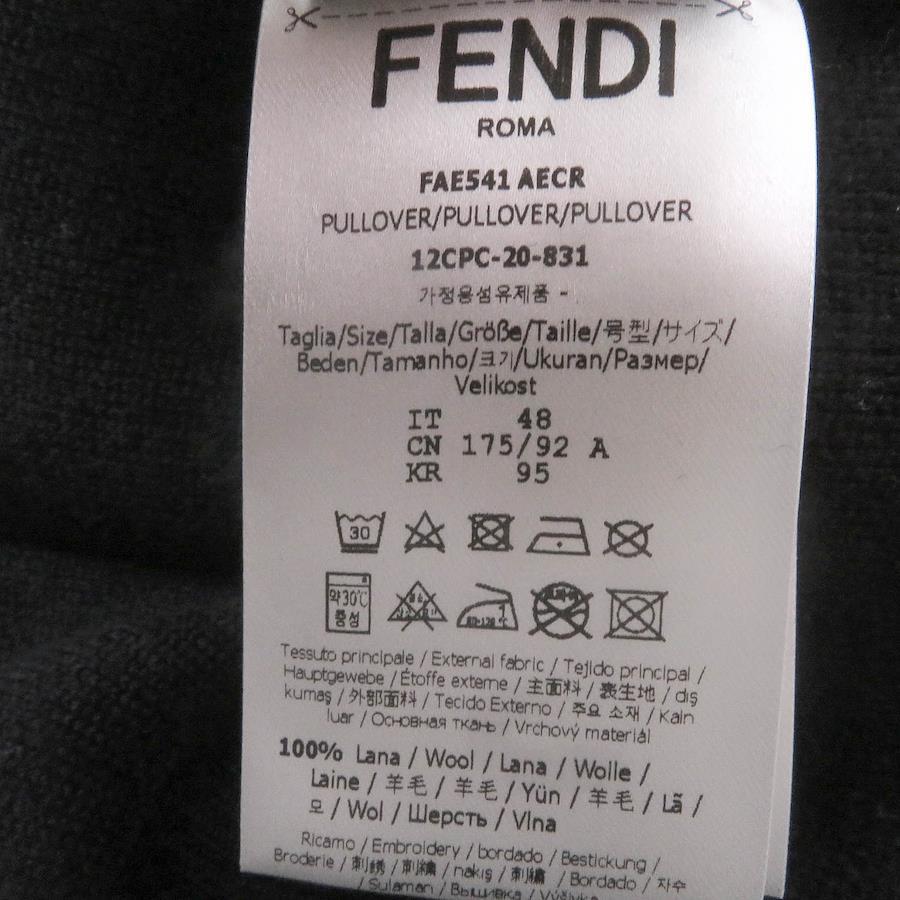 FENDI
ROMA
FAE541 AECR
PULLOVER/PULLOVER/PULLOVER
12CPC-20-831
가정용섬유제품 -
Taglia/Size/Talla/Größe/Taille/号型/サイズ/
Beden/Tamanho/크기/Ukuran/Размер/
Velikost
IT 48
CN 175/92 A
KR 95
30
약30℃
중성
Tessuto principale / External fabric / Tejido principal /
Hauptgewebe / Étoffe externe / 主面料 / 表生地 / dış
kumaş / 外部面料 / Tecido Externo / 주요 소재 / Kain
luar / Основная ткань / Vrchový materiál
100% Lana / Wool / Lana / Wolle /
Laine / 羊毛 / 羊毛 / Yün / 羊毛 / Lã /
모 / Wol / Шерсть / Vlna
Ricamo / Embroidery / bordado / Bestickung /
Broderie / 刺綉 / 刺繍 / nakış / 刺繡 / Bordado / 자수
/ Sulaman / Вышивка /